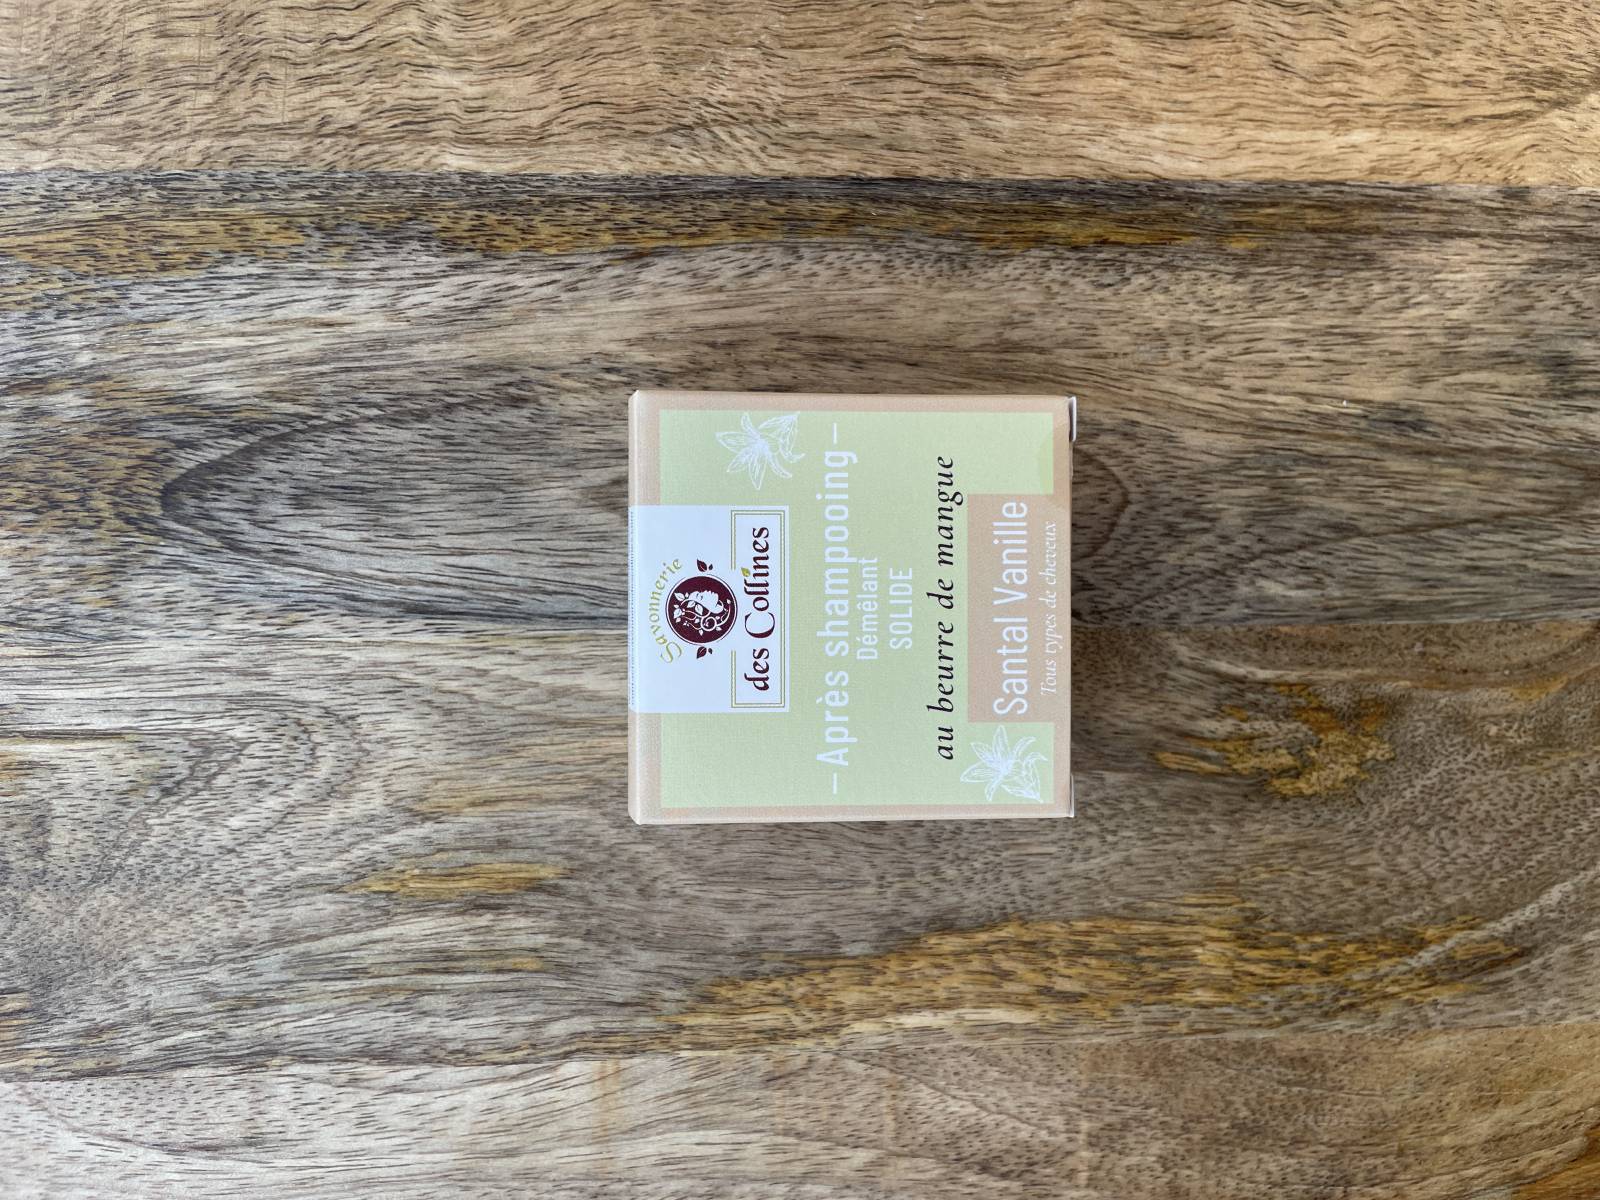 Savonnerie
des Collines
Après shampooing
Démêlant
SOLIDE
au beurre de mangue
Santal Vanille
Tous types de cheveux